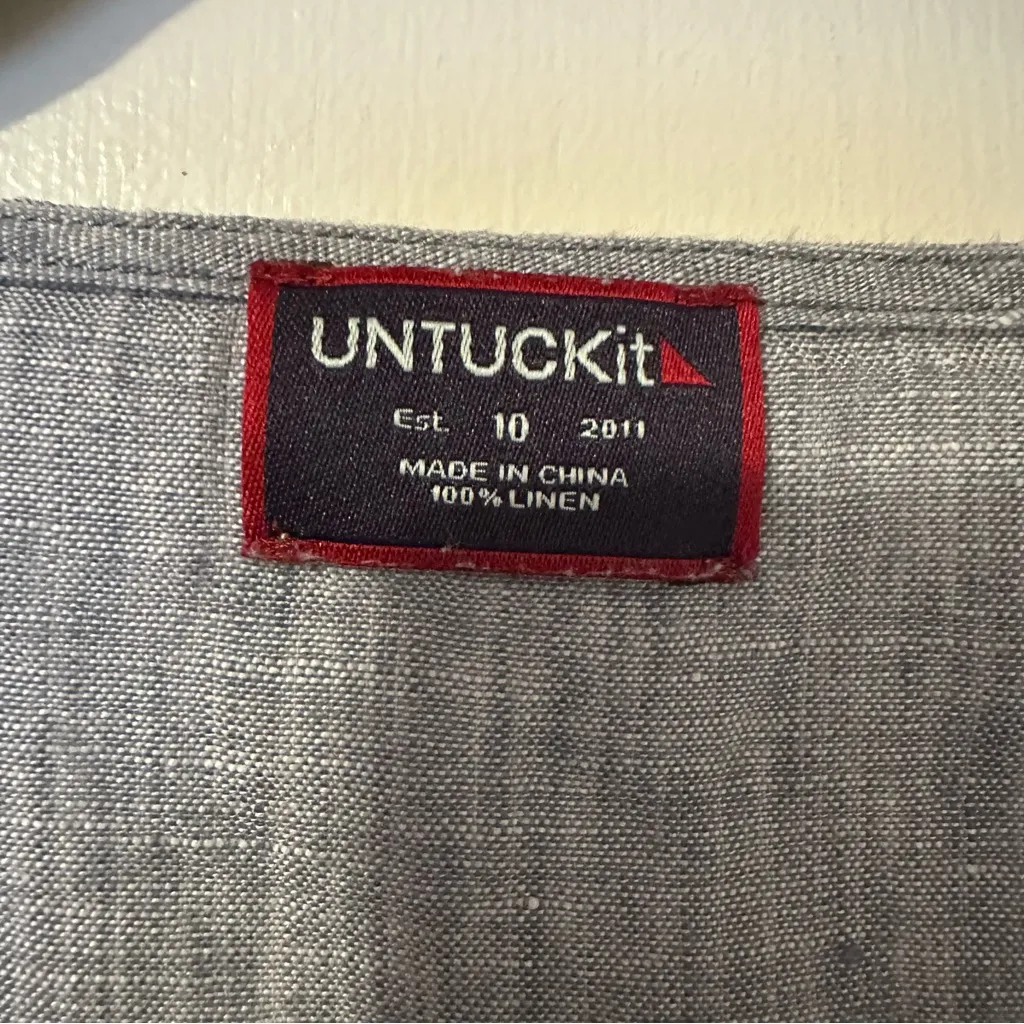 UNTUCKit
Est. 10 2011
MADE IN CHINA
100% LINEN